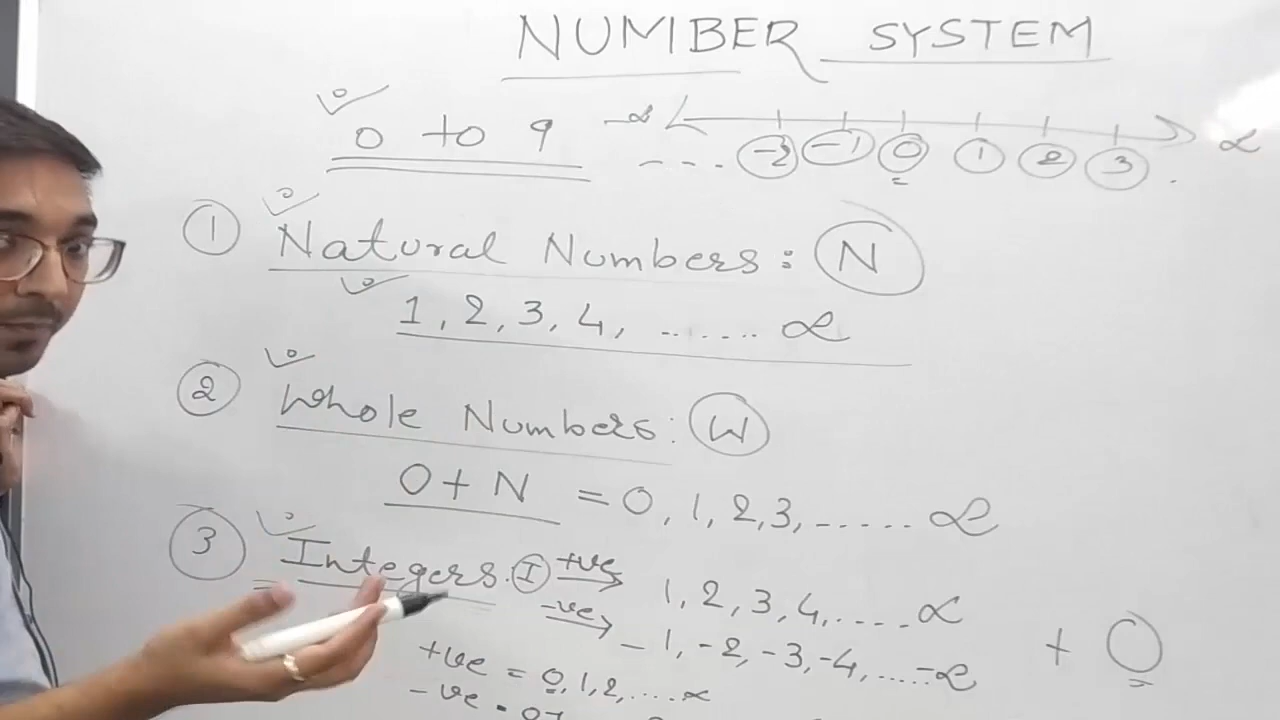 NUMBER SYSTEM
0 to 9
-∝ - - - . -2 -1 0 1 2 3 . ∝
1 Natural Numbers : N
1, 2, 3, 4, ....... ∝
2 Whole Numbers : W
0 + N = 0, 1, 2, 3, ...... ∝
3 Integers. I +ve 1, 2, 3, 4, .... ∝
-ve -1, -2, -3, -4, .... -∝ + 0
+ve = 0, 1, 2, .... ∝
-ve